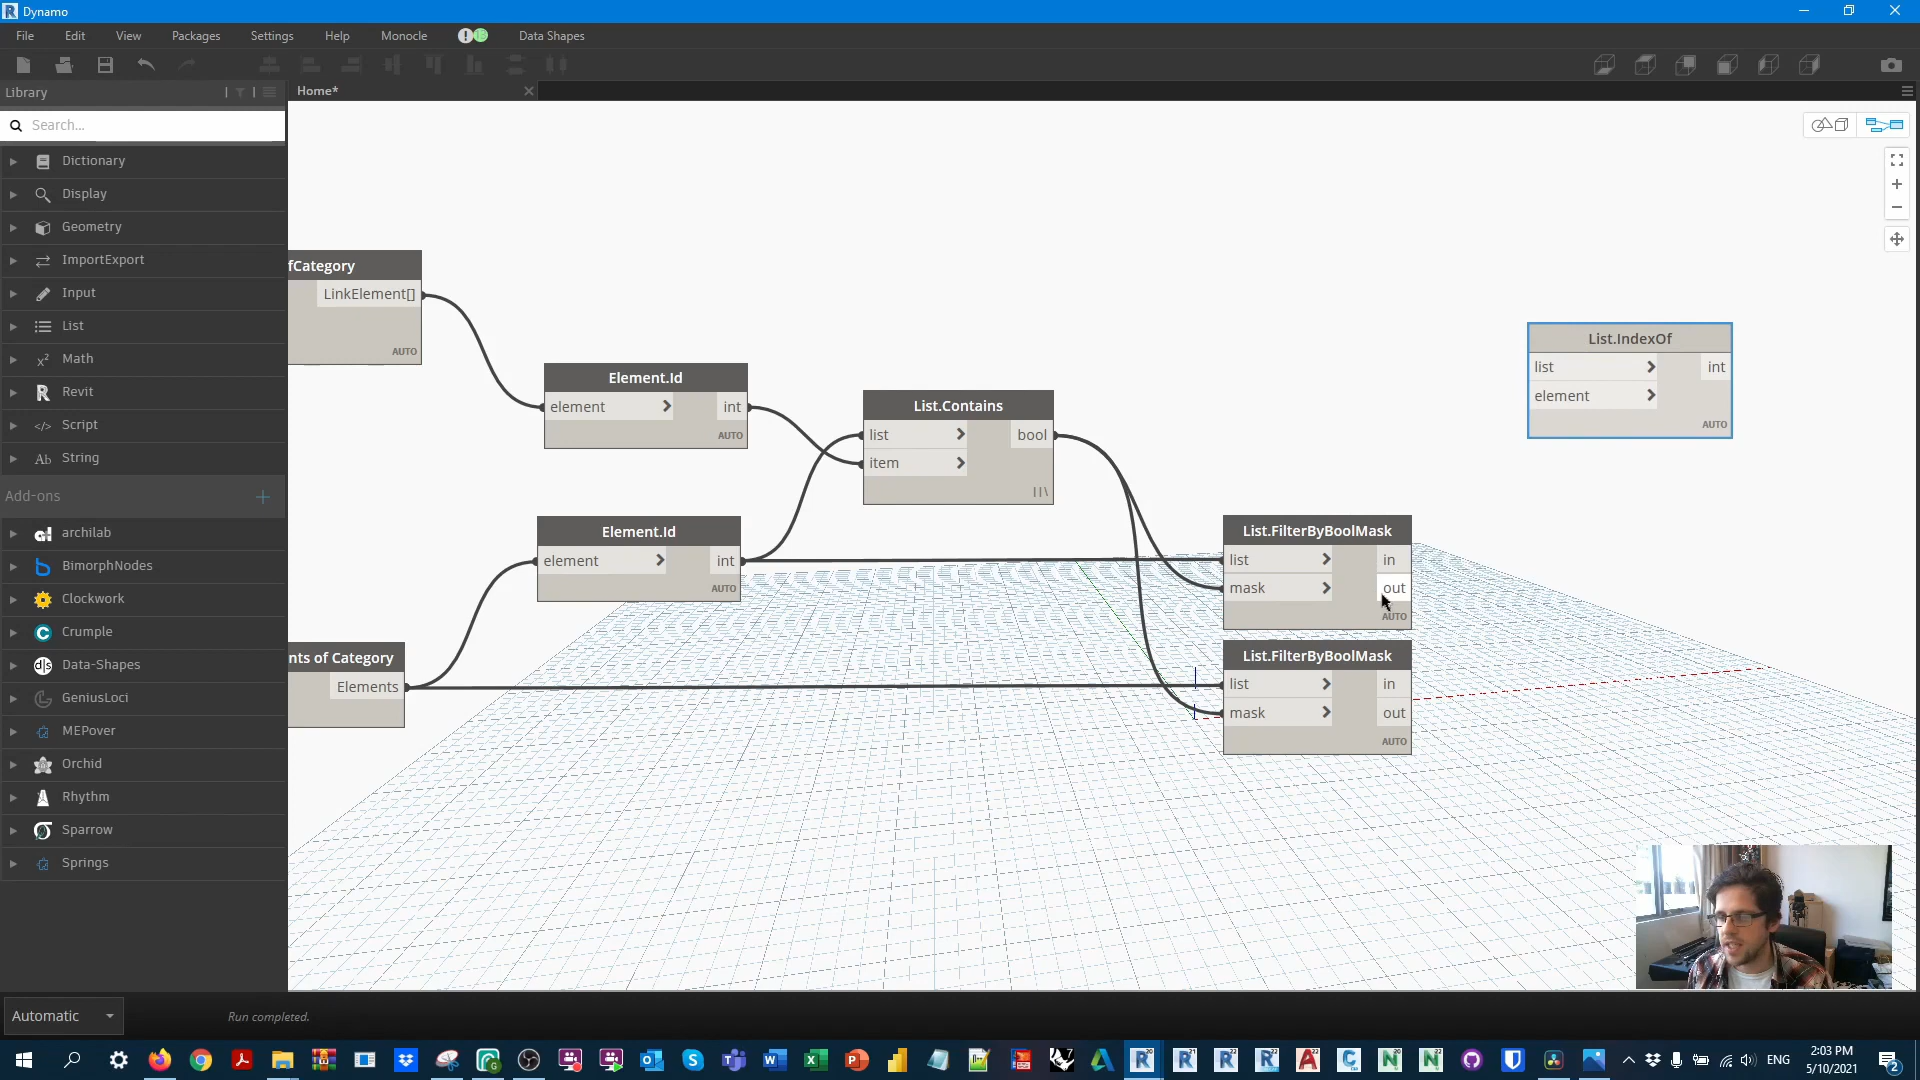 Dynamo
File Edit View Packages Settings Help Monocle Data Shapes
Library
Home*
Search...
Dictionary
Display
Geometry
ImportExport
Input
List
Math
Revit
Script
String
Add-ons
archilab
BimorphNodes
Clockwork
Crumple
Data-Shapes
GeniusLoci
MEPover
Orchid
Rhythm
Sparrow
Springs
fCategory
LinkElement[]
AUTO
Element.Id
element > int
AUTO
List.Contains
list > bool
item >
Element.Id
element > int
AUTO
nts of Category
Elements
List.IndexOf
list > int
element >
AUTO
List.FilterByBoolMask
list > in
mask > out
AUTO
List.FilterByBoolMask
list > in
mask > out
AUTO
Automatic
Run completed.
ENG
2:03 PM
5/10/2021